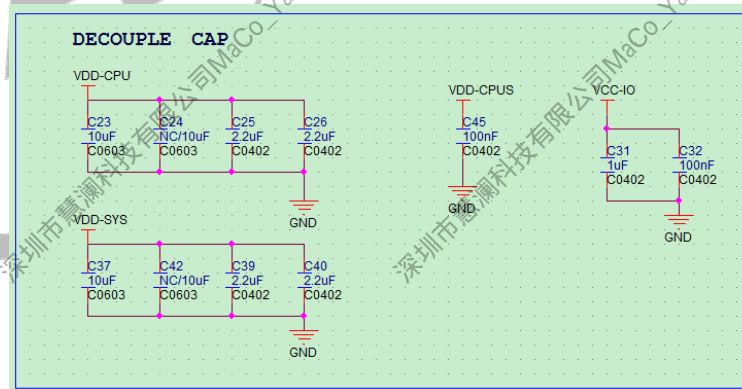 DECOUPLE CAP
VDD-CPU
C23
10uF
C0603
C24
NC/10uF
C0603
C25
2.2uF
C0402
C26
2.2uF
C0402
GND
VDD-CPUS
C45
100nF
C0402
GND
VCC-IO
C31
1uF
C0402
C32
100nF
C0402
GND
VDD-SYS
C37
10uF
C0603
C42
NC/10uF
C0603
C39
2.2uF
C0402
C40
2.2uF
C0402
GND
深圳市慧澜科技有限公司MaCo_Ya
深圳市慧澜科技有限公司MaCo_Ya